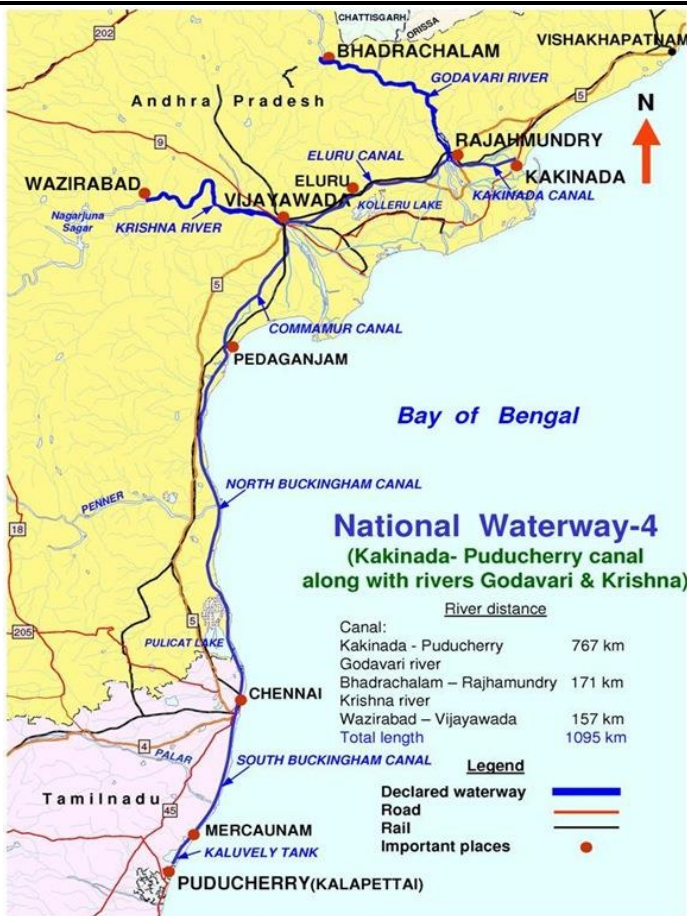 CHATTISGARH
ORISSA
202
BHADRACHALAM
VISHAKHAPATNAM
GODAVARI RIVER
5
N
Andhra Pradesh
9
RAJAHMUNDRY
ELURU CANAL
WAZIRABAD
ELURU
KAKINADA
VIJAYAWADA
KOLLERU LAKE
KAKINADA CANAL
Nagarjuna
Sagar
KRISHNA RIVER
5
COMMAMUR CANAL
PEDAGANJAM
Bay of Bengal
NORTH BUCKINGHAM CANAL
PENNER
18
National Waterway-4
(Kakinada- Puducherry canal
along with rivers Godavari & Krishna)
River distance
Canal:
Kakinada - Puducherry 767 km
Godavari river
Bhadrachalam – Rajhamundry 171 km
Krishna river
Wazirabad – Vijayawada 157 km
Total length 1095 km
5
205
PULICAT LAKE
CHENNAI
4
PALAR
SOUTH BUCKINGHAM CANAL
Legend
Declared waterway
Road
Rail
Important places
Tamilnadu
45
MERCAUNAM
KALUVELY TANK
PUDUCHERRY(KALAPETTAI)